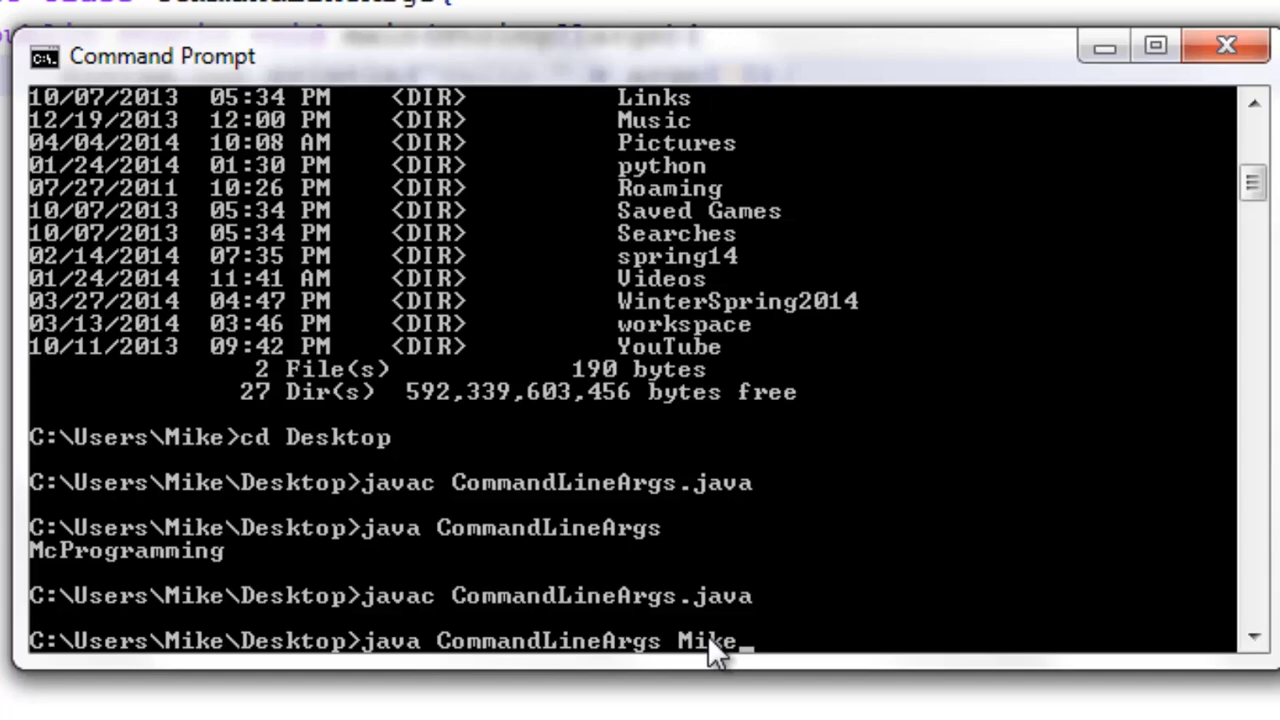 Command Prompt
10/07/2013 05:34 PM <DIR> Links
12/19/2013 12:00 PM <DIR> Music
04/04/2014 10:08 AM <DIR> Pictures
01/24/2014 01:30 PM <DIR> python
07/27/2011 10:26 PM <DIR> Roaming
10/07/2013 05:34 PM <DIR> Saved Games
10/07/2013 05:34 PM <DIR> Searches
02/14/2014 07:35 PM <DIR> spring14
01/24/2014 11:41 AM <DIR> Videos
03/27/2014 04:47 PM <DIR> WinterSpring2014
03/13/2014 03:46 PM <DIR> workspace
10/11/2013 09:42 PM <DIR> YouTube
2 File(s) 190 bytes
27 Dir(s) 592,339,603,456 bytes free
C:\Users\Mike>cd Desktop
C:\Users\Mike\Desktop>javac CommandLineArgs.java
C:\Users\Mike\Desktop>java CommandLineArgs
McProgramming
C:\Users\Mike\Desktop>javac CommandLineArgs.java
C:\Users\Mike\Desktop>java CommandLineArgs Mike_